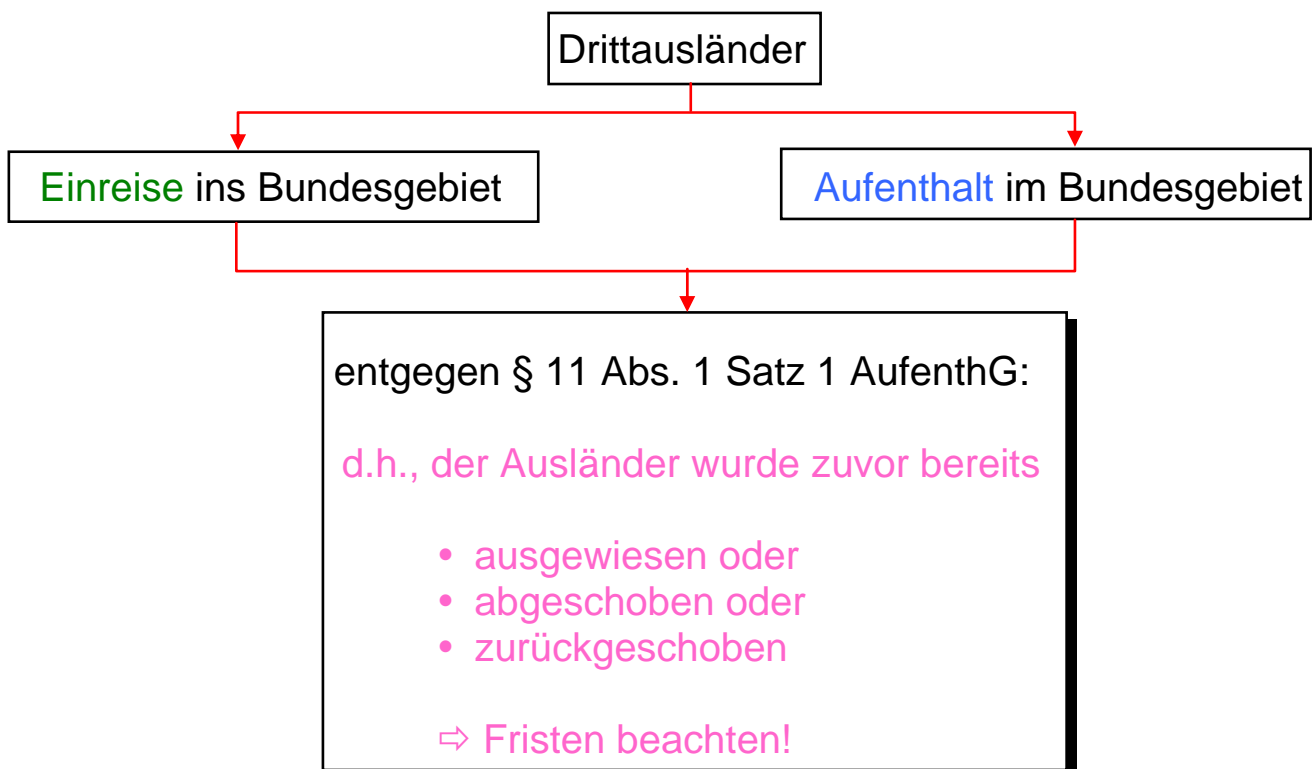 Drittausländer
Einreise ins Bundesgebiet
Aufenthalt im Bundesgebiet
entgegen § 11 Abs. 1 Satz 1 AufenthG:
d.h., der Ausländer wurde zuvor bereits
• ausgewiesen oder
• abgeschoben oder
• zurückgeschoben
⇨ Fristen beachten!